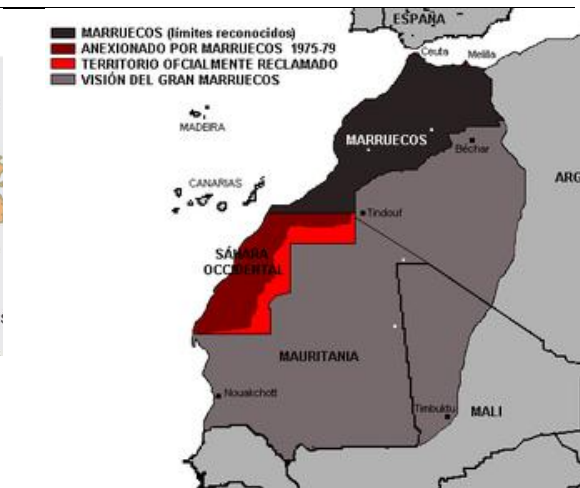 MARRUECOS (límites reconocidos)
ANEXIONADO POR MARRUECOS 1975-79
TERRITORIO OFCIALMENTE RECLAMADO
VISIÓN DEL GRAN MARRUECOS
ESPAÑA
Ceuta
Melilla
MADEIRA
MARRUECOS
Béchar
ARG
CANARIAS
Tindouf
SÁHARA
OCCIDENTAL
MAURITANIA
Nouakchott
Timbuktu
MALI